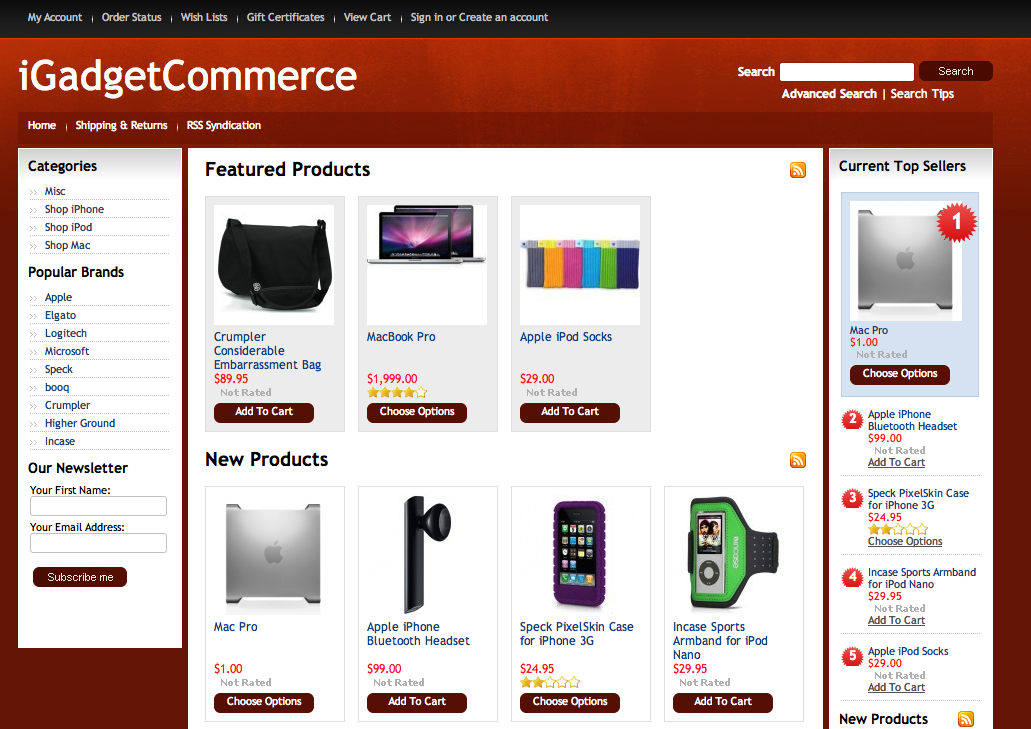 My Account
Order Status
Wish Lists
Gift Certificates
View Cart
Sign in or Create an account
iGadgetCommerce
Search
Search
Advanced Search | Search Tips
Home
Shipping & Returns
RSS Syndication
Categories
Misc
Shop iPhone
Shop iPod
Shop Mac
Popular Brands
Apple
Elgato
Logitech
Microsoft
Speck
booq
Crumpler
Higher Ground
Incase
Our Newsletter
Your First Name:
Your Email Address:
Subscribe me
Featured Products
Crumpler
Considerable
Embarrassment Bag
$89.95
Not Rated
Add To Cart
MacBook Pro
$1,999.00
Choose Options
Apple iPod Socks
$29.00
Not Rated
Add To Cart
New Products
Mac Pro
$1.00
Not Rated
Choose Options
Apple iPhone
Bluetooth Headset
$99.00
Not Rated
Add To Cart
Speck PixelSkin Case
for iPhone 3G
$24.95
Choose Options
Incase Sports
Armband for iPod
Nano
$29.95
Not Rated
Add To Cart
Current Top Sellers
1
Mac Pro
$1.00
Not Rated
Choose Options
2
Apple iPhone
Bluetooth Headset
$99.00
Not Rated
Add To Cart
3
Speck PixelSkin Case
for iPhone 3G
$24.95
Choose Options
4
Incase Sports Armband
for iPod Nano
$29.95
Not Rated
Add To Cart
5
Apple iPod Socks
$29.00
Not Rated
Add To Cart
New Products